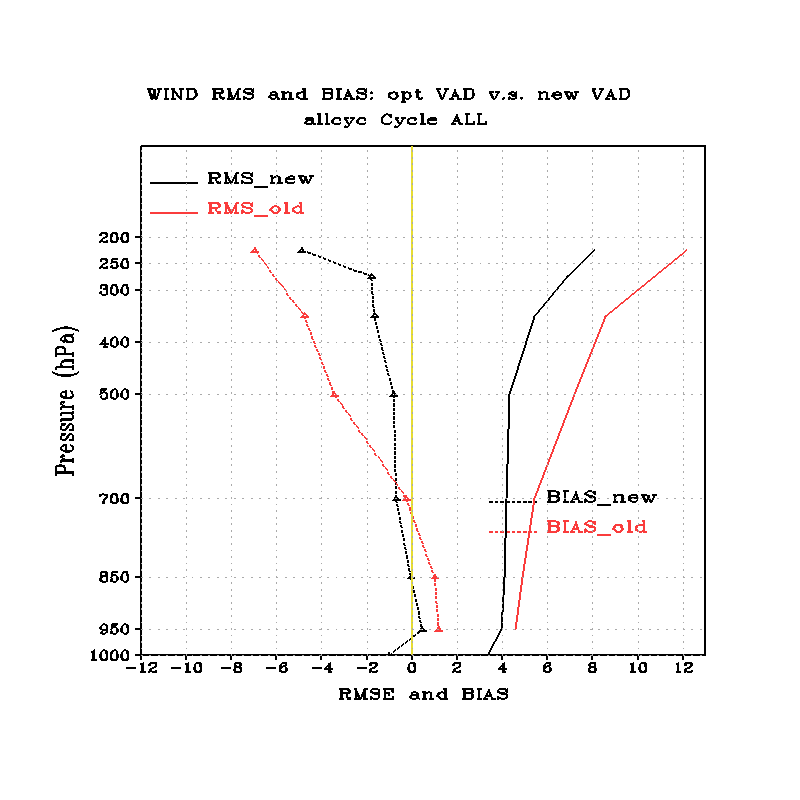 WIND RMS and BIAS: opt VAD v.s. new VAD
allcyc Cycle ALL
RMS_new
RMS_old
200
250
300
400
500
700
850
950
1000
Pressure (hPa)
BIAS_new
BIAS_old
-12 -10 -8 -6 -4 -2 0 2 4 6 8 10 12
RMSE and BIAS